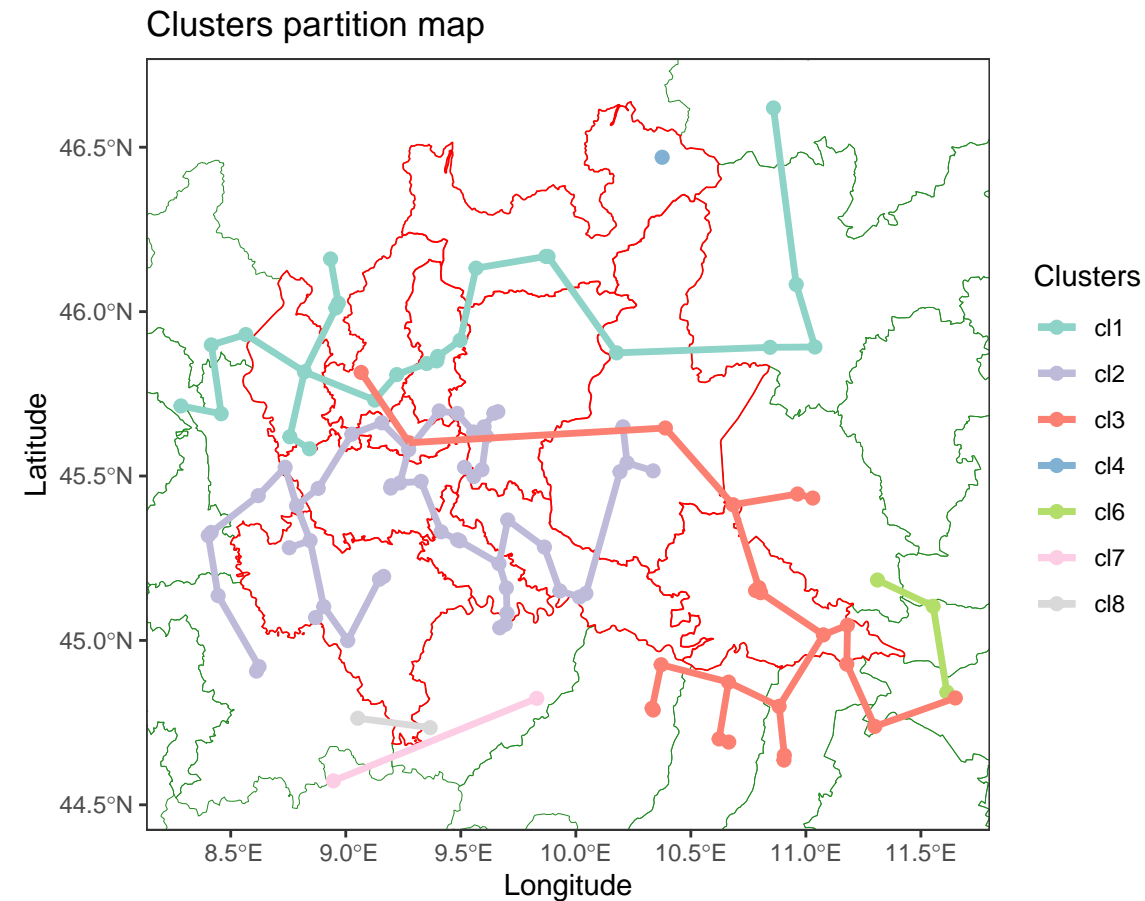 Clusters partition map
46.5°N
46.0°N
45.5°N
45.0°N
44.5°N
Latitude
8.5°E
9.0°E
9.5°E
10.0°E
10.5°E
11.0°E
11.5°E
Longitude
Clusters
cl1
cl2
cl3
cl4
cl6
cl7
cl8